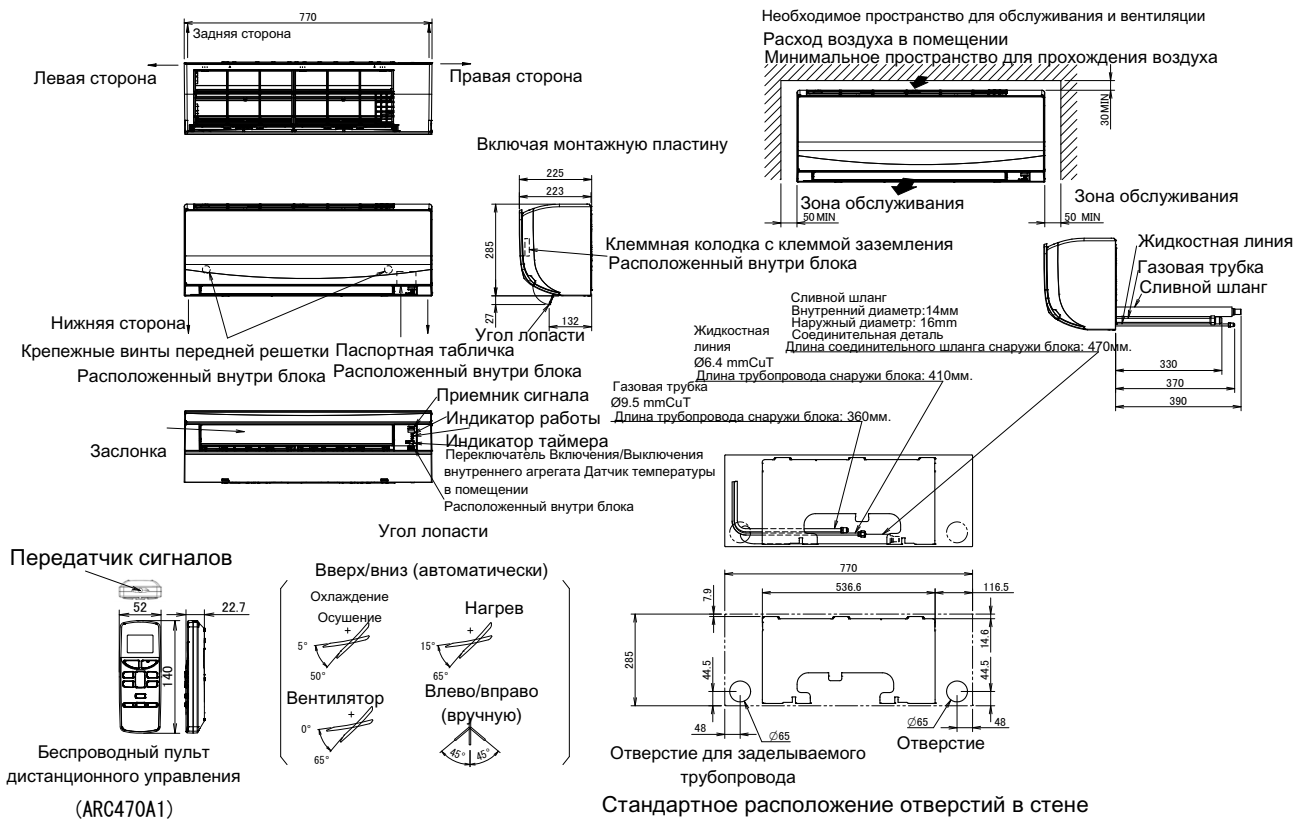 770
Задняя сторона
Левая сторона
Правая сторона
Необходимое пространство для обслуживания и вентиляции
Расход воздуха в помещении
Минимальное пространство для прохождения воздуха
30 MIN
Зона обслуживания
Зона обслуживания
50 MIN
50 MIN
Включая монтажную пластину
225
223
285
27
132
Клеммная колодка с клеммой заземления
Расположенный внутри блока
Угол лопасти
Нижняя сторона
Крепежные винты передней решетки
Расположенный внутри блока
Паспортная табличка
Расположенный внутри блока
Жидкостная линия
Газовая трубка
Сливной шланг
330
370
390
Сливной шланг
Внутренний диаметр:14мм
Наружный диаметр: 16mm
Соединительная деталь
Длина соединительного шланга снаружи блока: 470мм.
Жидкостная
линия
Ø6.4 mmCuT
Длина трубопровода снаружи блока: 410мм.
Газовая трубка
Ø9.5 mmCuT
Длина трубопровода снаружи блока: 360мм.
Заслонка
Приемник сигнала
Индикатор работы
Индикатор таймера
Переключатель Включения/Выключения
внутреннего агрегата Датчик температуры
в помещении
Расположенный внутри блока
Передатчик сигналов
52
22.7
140
Беспроводный пульт
дистанционного управления
(ARC470A1)
Угол лопасти
Вверх/вниз (автоматически)
Охлаждение
Осушение
+
5°
50°
Нагрев
+
15°
65°
Вентилятор
+
0°
65°
Влево/вправо
(вручную)
45°
45°
770
536.6
116.5
7.9
285
44.5
14.6
44.5
48
Ø65
Ø65
48
Отверстие для заделываемого
трубопровода
Отверстие
Стандартное расположение отверстий в стене